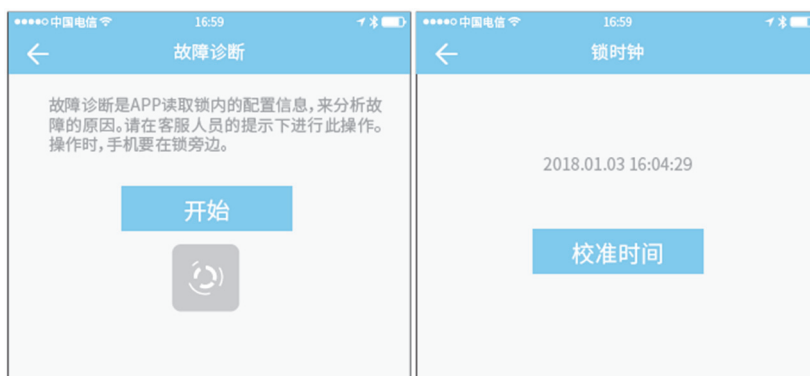 中国电信 16:59
故障诊断
故障诊断是APP读取锁内的配置信息,来分析故
障的原因。请在客服人员的提示下进行此操作。
操作时,手机要在锁旁边。
开始
中国电信 16:59
锁时钟
2018.01.03 16:04:29
校准时间